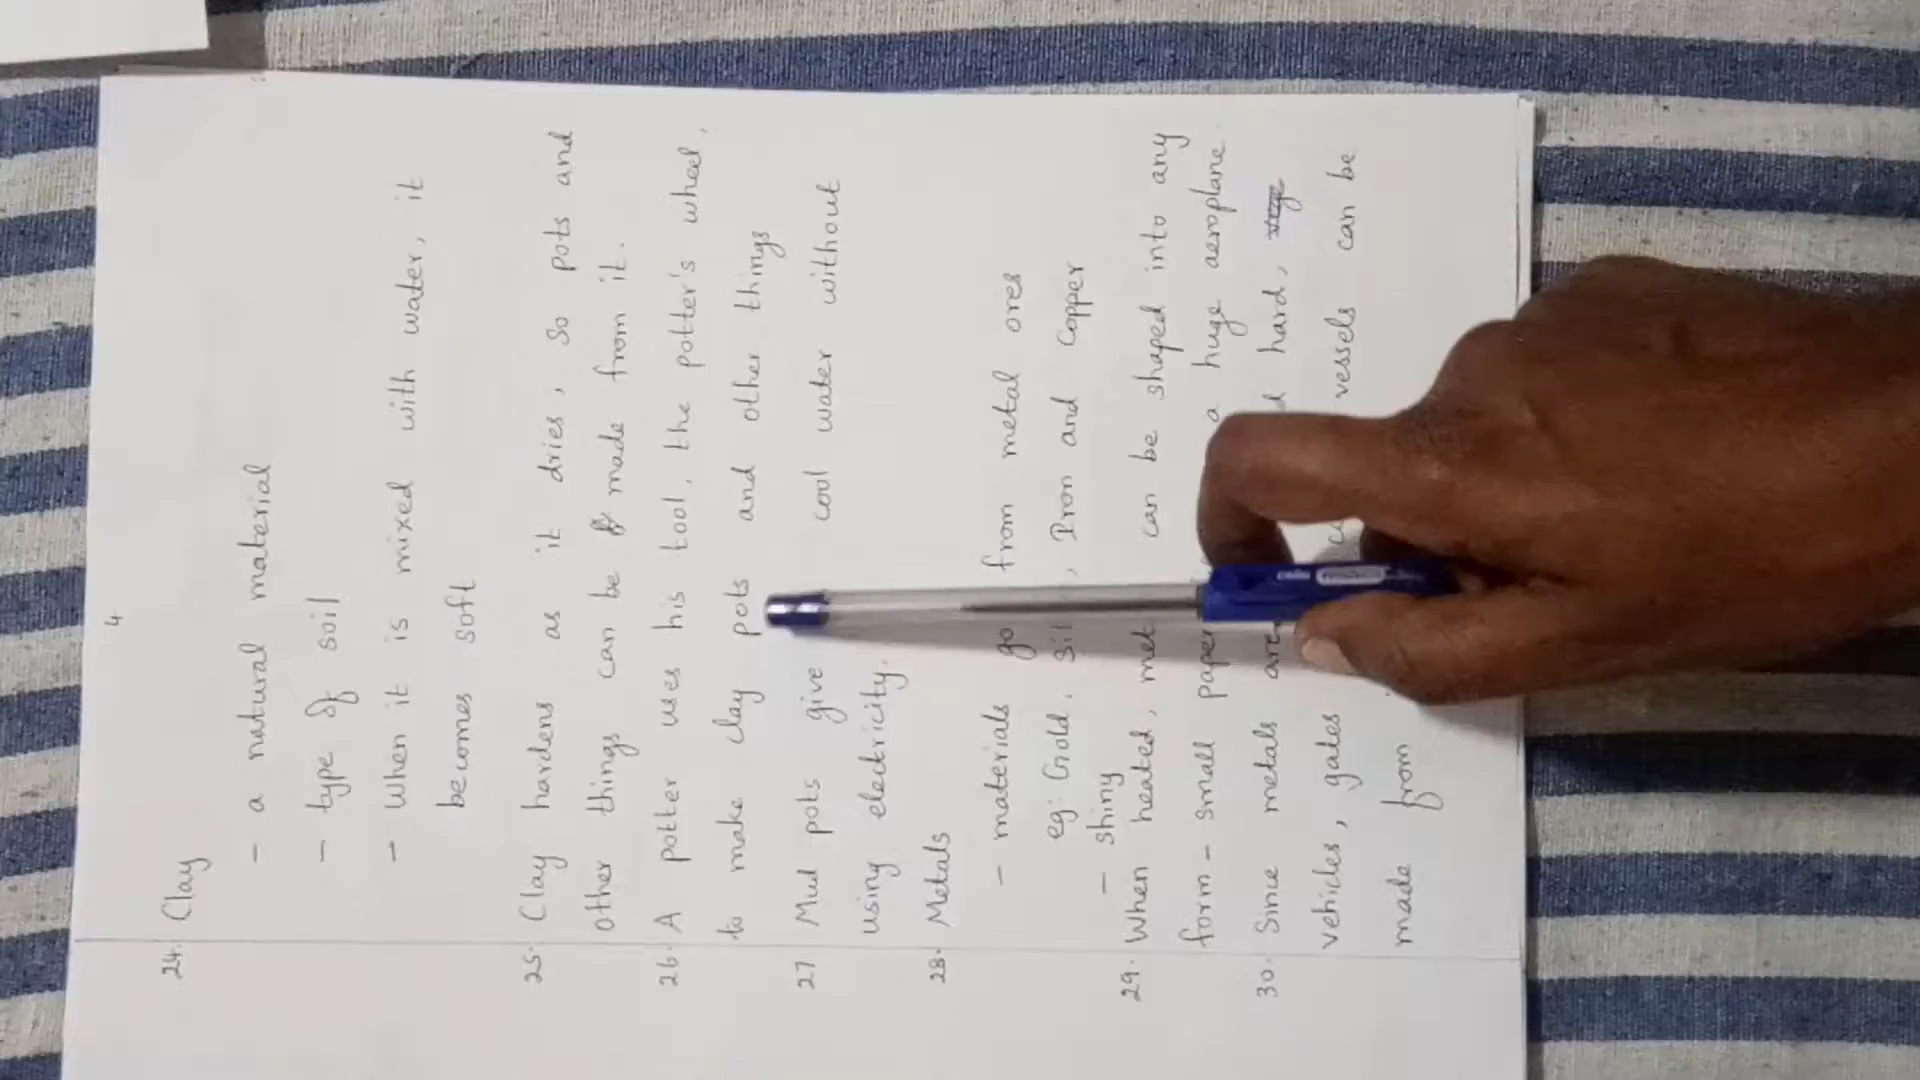 4
24. Clay
- a natural material
- type of soil
- When it is mixed with water, it
becomes soft
25. Clay hardens as it dries, so pots and
other things can be made from it.
26. A potter uses his tool, the potter's wheel,
to make clay pots and other things
27 Mud pots give cool water without
using electricity.
28. Metals
- materials go from metal ores
eg: Gold, Sil , Iron and Copper
- shiny
29. When heated, met can be shaped into any
form - small paper a huge aeroplane
30. Since metals are hard,
vehicles, gates vessels can be
made from